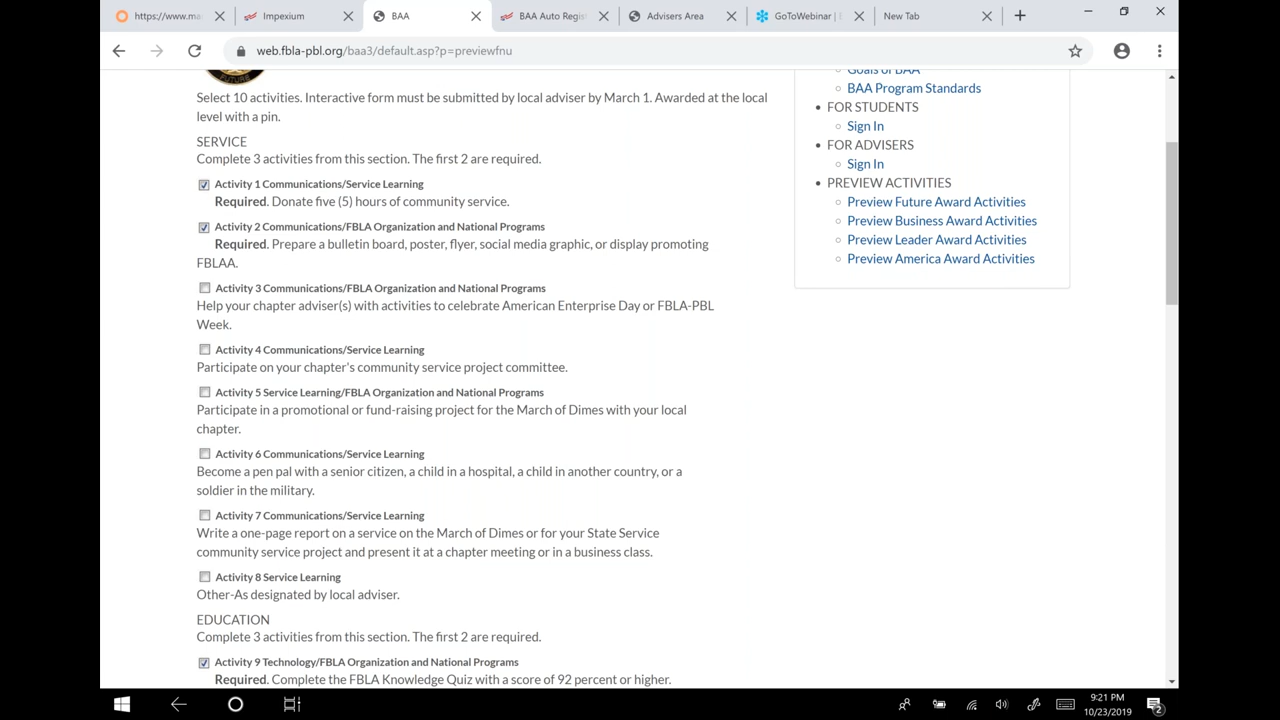 https://www.ma
Impexium
BAA
BAA Auto Regis
Advisers Area
GoToWebinar |
New Tab
web.fbla-pbl.org/baa3/default.asp?p=previewfnu
FUTURE
Select 10 activities. Interactive form must be submitted by local adviser by March 1. Awarded at the local
level with a pin.
SERVICE
Complete 3 activities from this section. The first 2 are required.
Activity 1 Communications/Service Learning
Required. Donate five (5) hours of community service.
Activity 2 Communications/FBLA Organization and National Programs
Required. Prepare a bulletin board, poster, flyer, social media graphic, or display promoting
FBLAA.
Activity 3 Communications/FBLA Organization and National Programs
Help your chapter adviser(s) with activities to celebrate American Enterprise Day or FBLA-PBL
Week.
Activity 4 Communications/Service Learning
Participate on your chapter's community service project committee.
Activity 5 Service Learning/FBLA Organization and National Programs
Participate in a promotional or fund-raising project for the March of Dimes with your local
chapter.
Activity 6 Communications/Service Learning
Become a pen pal with a senior citizen, a child in a hospital, a child in another country, or a
soldier in the military.
Activity 7 Communications/Service Learning
Write a one-page report on a service on the March of Dimes or for your State Service
community service project and present it at a chapter meeting or in a business class.
Activity 8 Service Learning
Other-As designated by local adviser.
EDUCATION
Complete 3 activities from this section. The first 2 are required.
Activity 9 Technology/FBLA Organization and National Programs
Required. Complete the FBLA Knowledge Quiz with a score of 92 percent or higher.
Goals of BAA
BAA Program Standards
FOR STUDENTS
Sign In
FOR ADVISERS
Sign In
PREVIEW ACTIVITIES
Preview Future Award Activities
Preview Business Award Activities
Preview Leader Award Activities
Preview America Award Activities
9:21 PM
10/23/2019
2